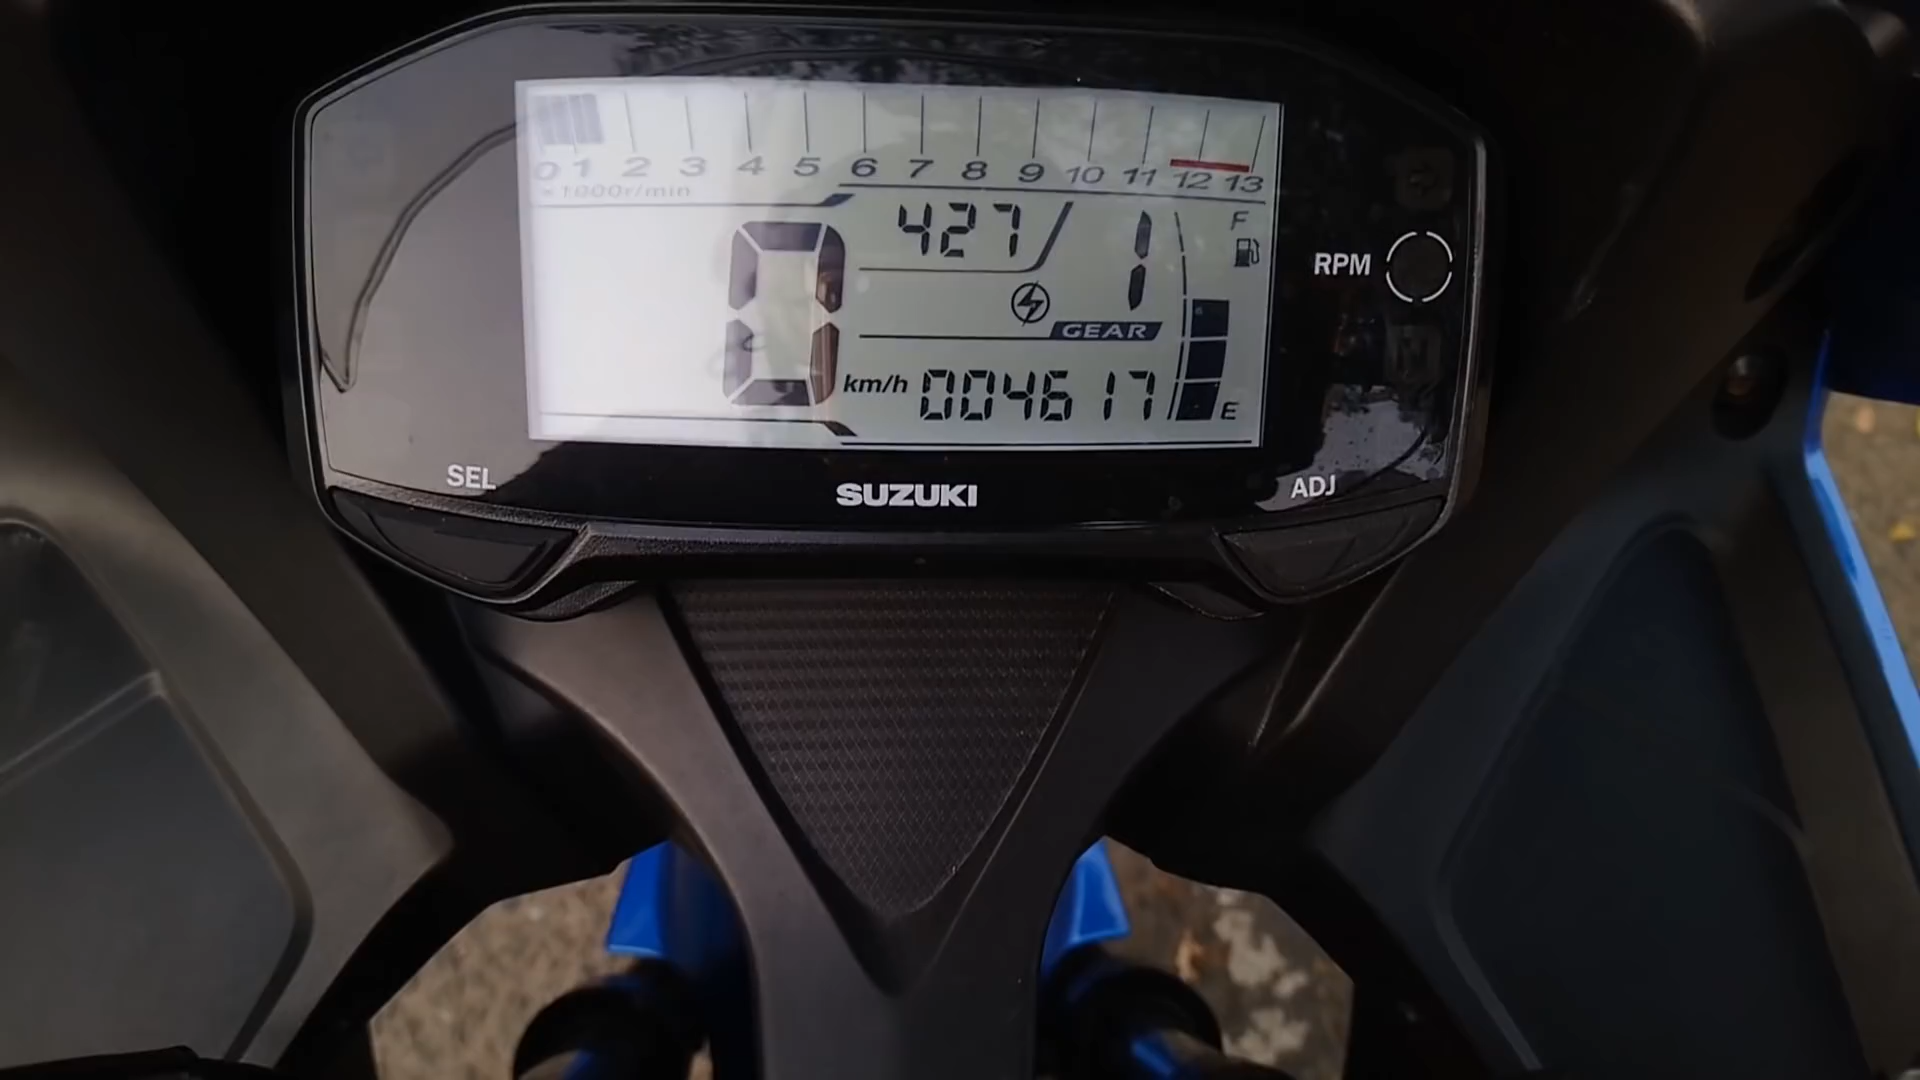 0 1 2 3 4 5 6 7 8 9 10 11 12 13
×1000r/min
427 1
F
RPM
0
GEAR
km/h 004617
E
SEL
SUZUKI
ADJ